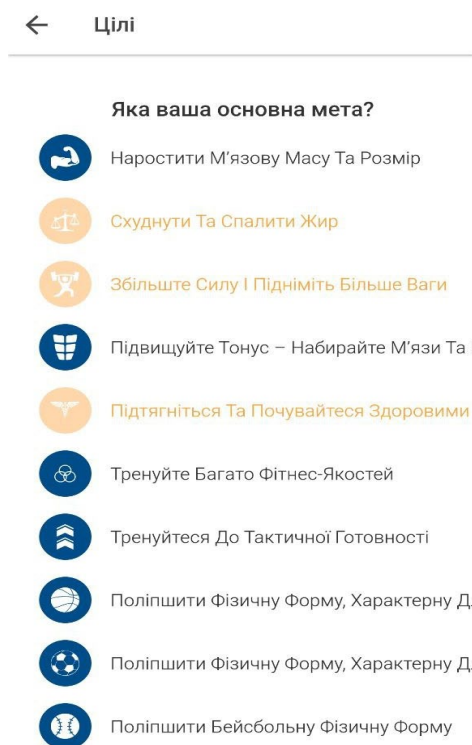 Цілі
Яка ваша основна мета?
Наростити М'язову Масу Та Розмір
Схуднути Та Спалити Жир
Збільште Силу І Підніміть Більше Ваги
Підвищуйте Тонус – Набирайте М'язи Та
Підтягніться Та Почувайтеся Здоровими
Тренуйте Багато Фітнес-Якостей
Тренуйтеся До Тактичної Готовності
Поліпшити Фізичну Форму, Характерну
Поліпшити Фізичну Форму, Характерну
Поліпшити Бейсбольну Фізичну Форму